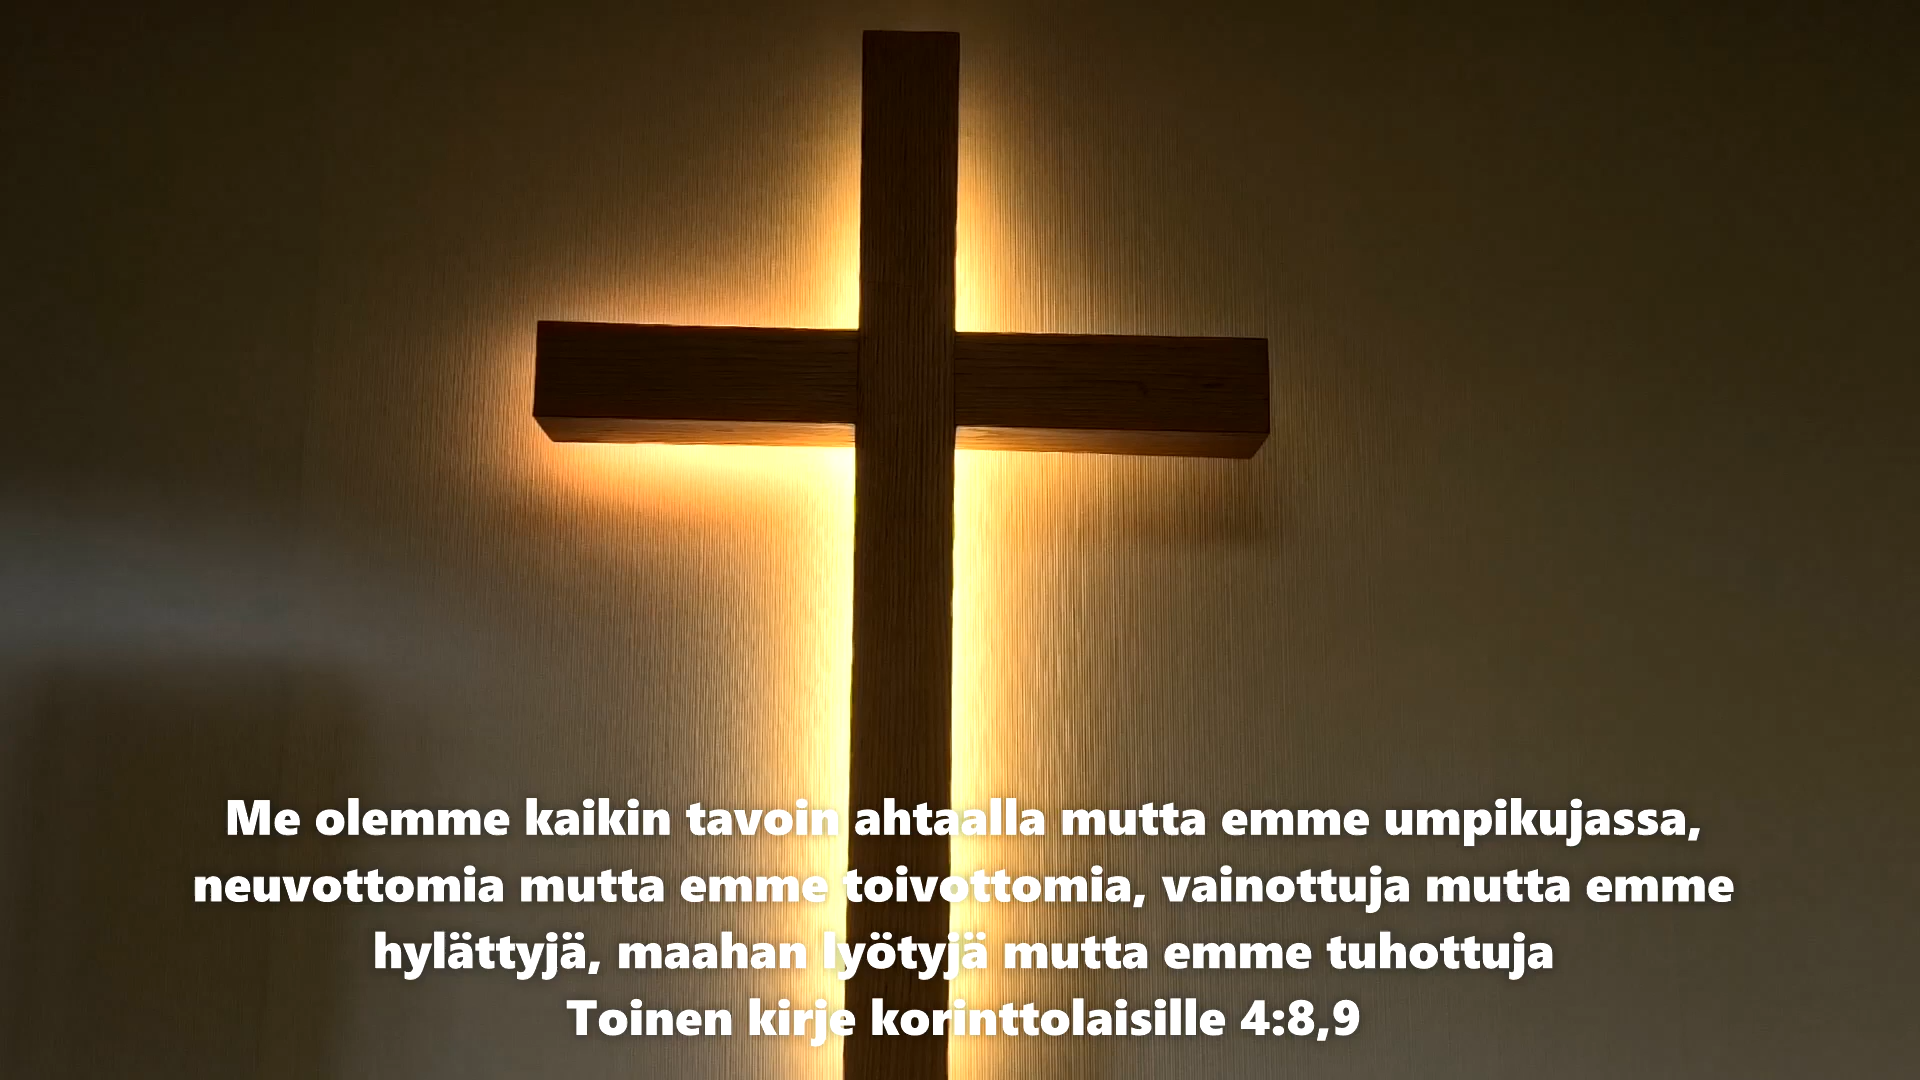 Me olemme kaikin tavoin ahtaalla mutta emme umpikujassa,
neuvottomia mutta emme toivottomia, vainottuja mutta emme
hylättyjä, maahan lyötyjä mutta emme tuhottuja
Toinen kirje korinttolaisille 4:8,9